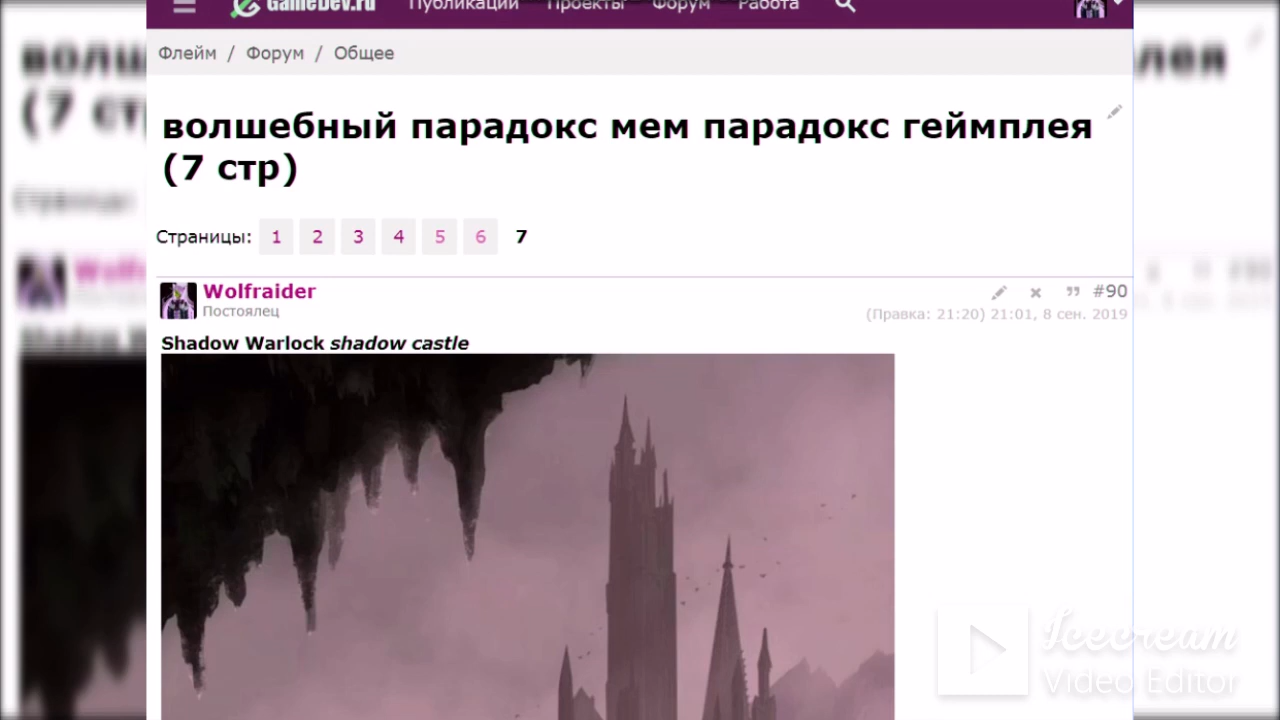 GameDev.ru Публикации Проекты Форум Работа
Флейм / Форум / Общее
волшебный парадокс мем парадокс геймплея
(7 стр)
Страницы: 1 2 3 4 5 6 7
Wolfraider
#90
Постоялец
(Правка: 21:20) 21:01, 8 сен. 2019
Shadow Warlock shadow castle
Icecream
Video Editor